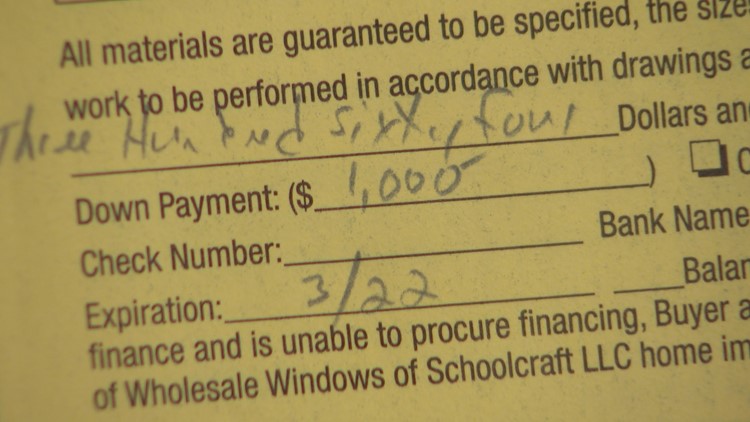 All materials are guaranteed to be specified, the size
work to be performed in accordance with drawings a
Three Hundred sixty four Dollars an
Down Payment: ($ 1,000 )
Check Number: Bank Name
Expiration: 3/22 Balan
finance and is unable to procure financing, Buyer a
of Wholesale Windows of Schoolcraft LLC home im